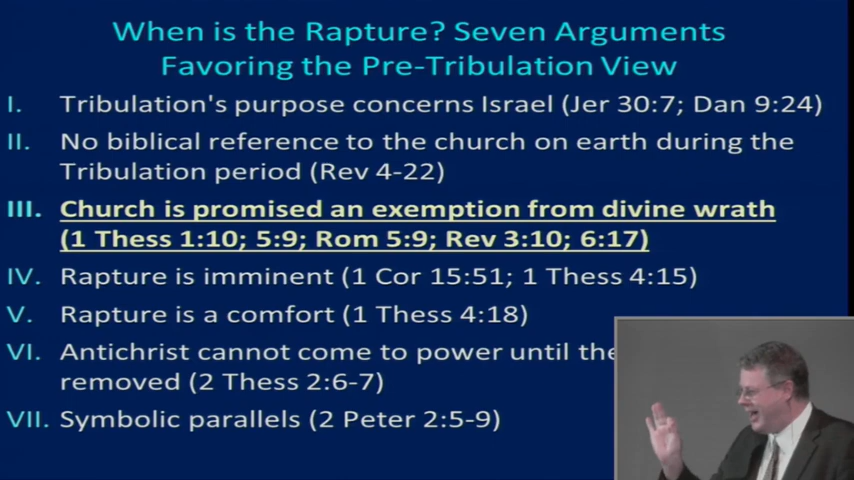 When is the Rapture? Seven Arguments
Favoring the Pre-Tribulation View
I. Tribulation's purpose concerns Israel (Jer 30:7; Dan 9:24)
II. No biblical reference to the church on earth during the
Tribulation period (Rev 4-22)
III. Church is promised an exemption from divine wrath
(1 Thess 1:10; 5:9; Rom 5:9; Rev 3:10; 6:17)
IV. Rapture is imminent (1 Cor 15:51; 1 Thess 4:15)
V. Rapture is a comfort (1 Thess 4:18)
VI. Antichrist cannot come to power until the
removed (2 Thess 2:6-7)
VII. Symbolic parallels (2 Peter 2:5-9)